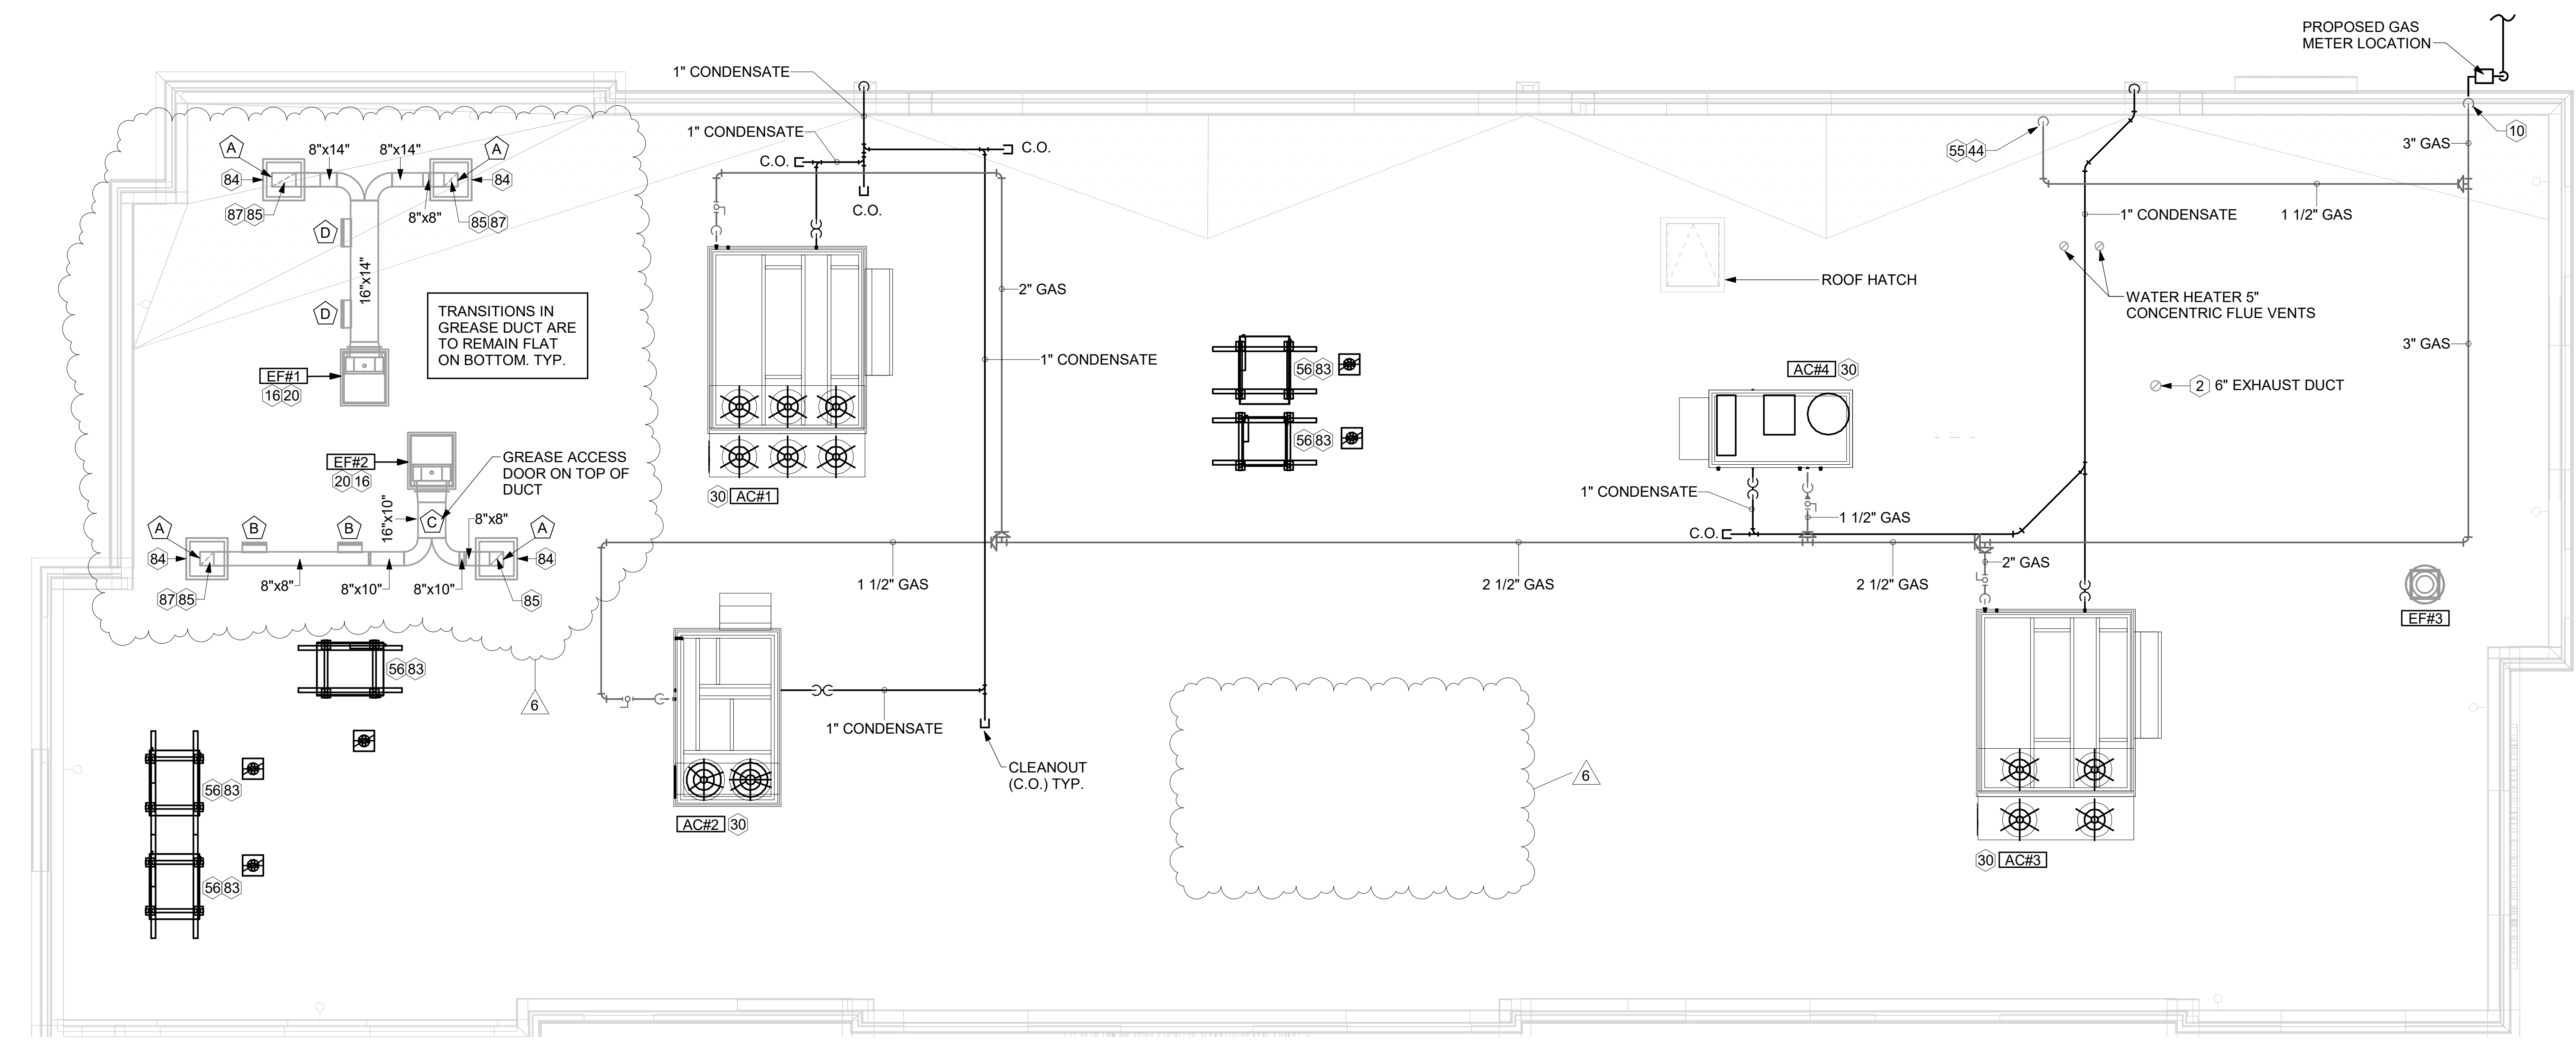 PROPOSED GAS
METER LOCATION
1" CONDENSATE
1" CONDENSATE
C.O.
C.O.
C.O.
10
3" GAS
55 44
A
8"x14"
8"x14"
A
84
84
87 85
8"x8"
85 87
1" CONDENSATE
1 1/2" GAS
D
16"x14"
D
2" GAS
ROOF HATCH
WATER HEATER 5"
CONCENTRIC FLUE VENTS
TRANSITIONS IN
GREASE DUCT ARE
TO REMAIN FLAT
ON BOTTOM. TYP.
1" CONDENSATE
3" GAS
EF#1
16 20
56 83
AC#4 30
2 6" EXHAUST DUCT
56 83
EF#2
20 16
GREASE ACCESS
DOOR ON TOP OF
DUCT
30 AC#1
1" CONDENSATE
1 1/2" GAS
C.O.
16"x10"
C
8"x8"
A
B
B
A
84
84
8"x8"
8"x10"
8"x10"
87 85
85
1 1/2" GAS
2 1/2" GAS
2 1/2" GAS
2" GAS
EF#3
56 83
6
1" CONDENSATE
CLEANOUT
(C.O.) TYP.
6
56 83
AC#2 30
30 AC#3
56 83